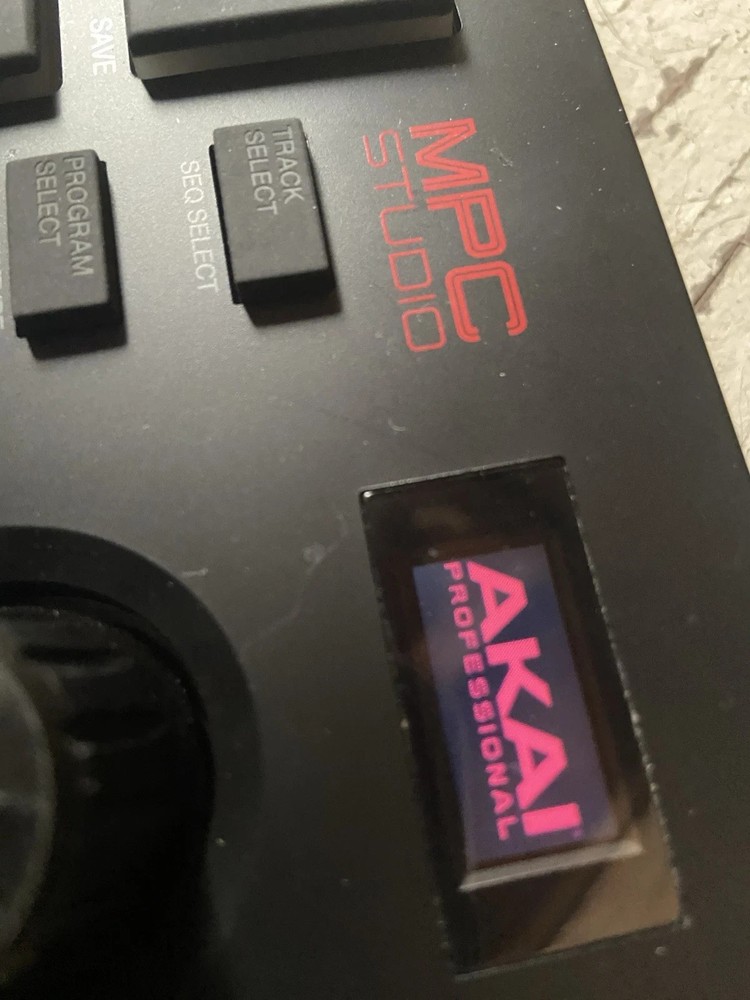 SAVE
TRACK
SELECT
SEQ SELECT
PROGRAM
SELECT
MPC
STUDIO
AKAI
PROFESSIONAL